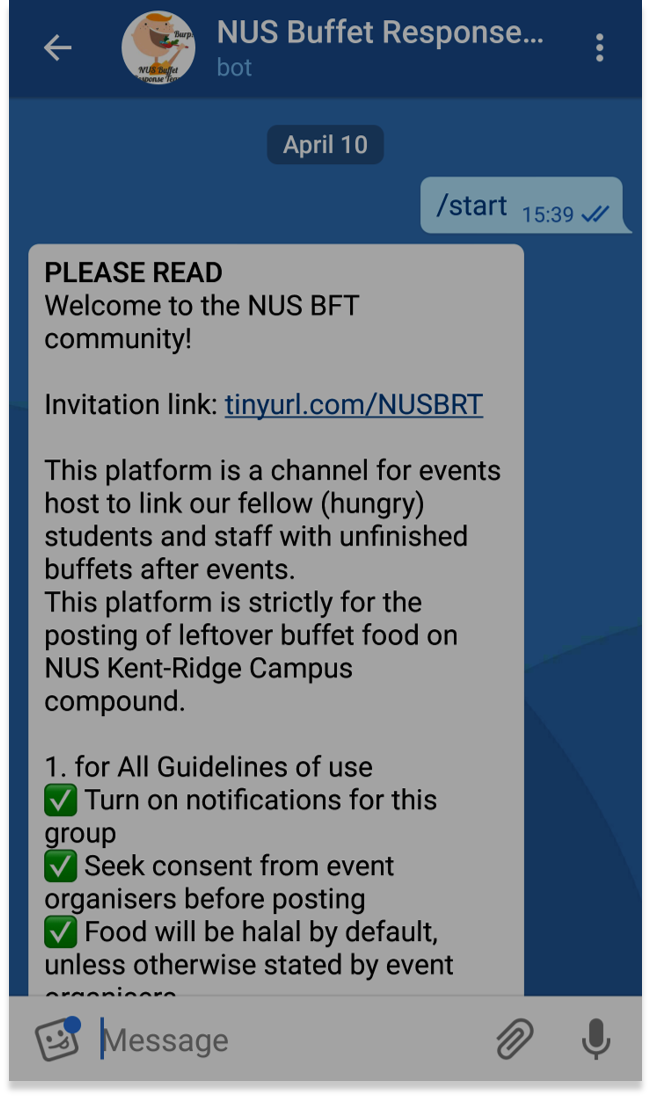 NUS Buffet Response...
bot
Burp!
NUS Buffet
April 10
/start 15:39
PLEASE READ
Welcome to the NUS BFT
community!
Invitation link: tinyurl.com/NUSBRT
This platform is a channel for events
host to link our fellow (hungry)
students and staff with unfinished
buffets after events.
This platform is strictly for the
posting of leftover buffet food on
NUS Kent-Ridge Campus
compound.
1. for All Guidelines of use
✅ Turn on notifications for this
group
✅ Seek consent from event
organisers before posting
✅ Food will be halal by default,
unless otherwise stated by event
organisers
Message